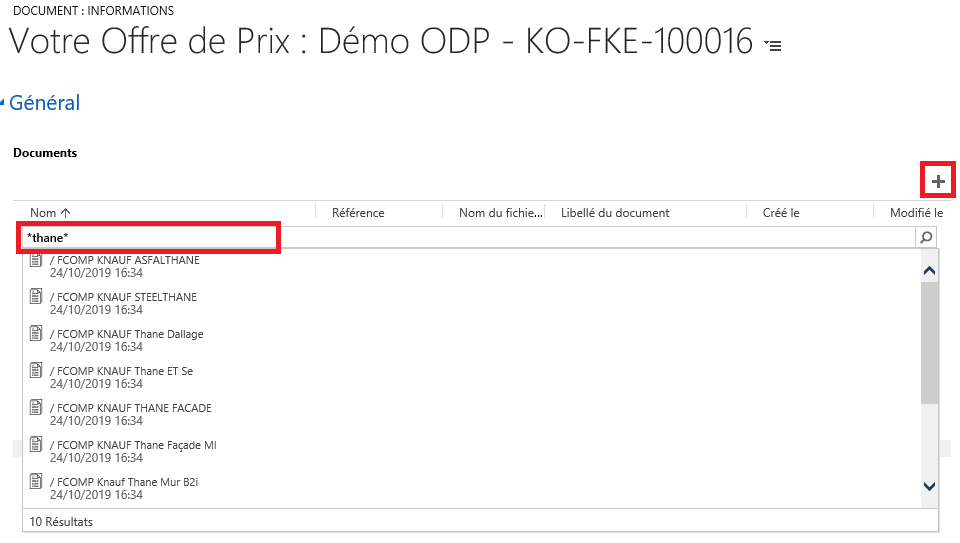 DOCUMENT : INFORMATIONS
Votre Offre de Prix : Démo ODP - KO-FKE-100016
Général
Documents
Nom Référence Nom du fichie... Libellé du document Créé le Modifié le
*thane*
/ FCOMP KNAUF ASFALTHANE
24/10/2019 16:34
/ FCOMP KNAUF STEELTHANE
24/10/2019 16:34
/ FCOMP KNAUF Thane Dallage
24/10/2019 16:34
/ FCOMP KNAUF Thane ET Se
24/10/2019 16:34
/ FCOMP KNAUF THANE FACADE
24/10/2019 16:34
/ FCOMP KNAUF Thane Façade MI
24/10/2019 16:34
/ FCOMP Knauf Thane Mur B2i
24/10/2019 16:34
10 Résultats